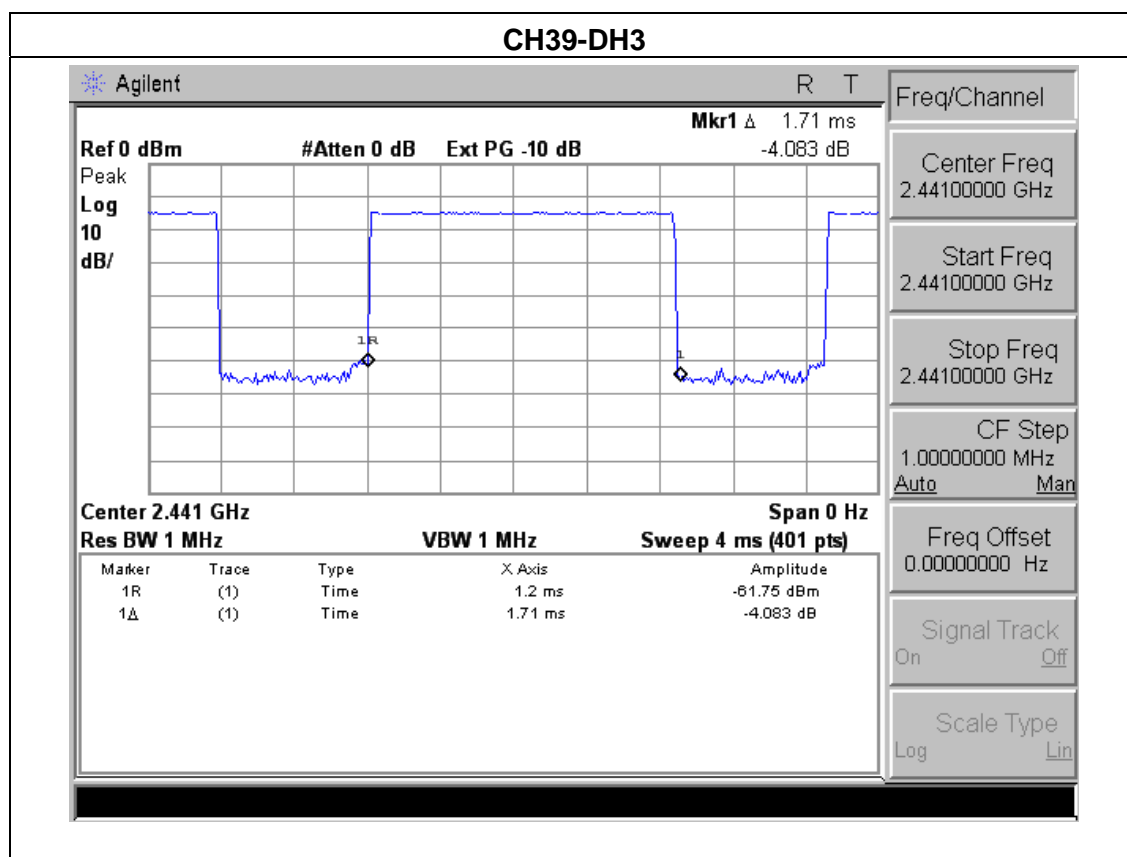 CH39-DH3
Agilent R T
Mkr1 Δ 1.71 ms
Ref 0 dBm #Atten 0 dB Ext PG -10 dB -4.083 dB
Peak
Log
10
dB/
1R
1
Center 2.441 GHz Span 0 Hz
Res BW 1 MHz VBW 1 MHz Sweep 4 ms (401 pts)
Marker Trace Type X Axis Amplitude
1R (1) Time 1.2 ms -61.75 dBm
1Δ (1) Time 1.71 ms -4.083 dB
Freq/Channel
Center Freq
2.44100000 GHz
Start Freq
2.44100000 GHz
Stop Freq
2.44100000 GHz
CF Step
1.00000000 MHz
Auto Man
Freq Offset
0.00000000 Hz
Signal Track
On Off
Scale Type
Log Lin